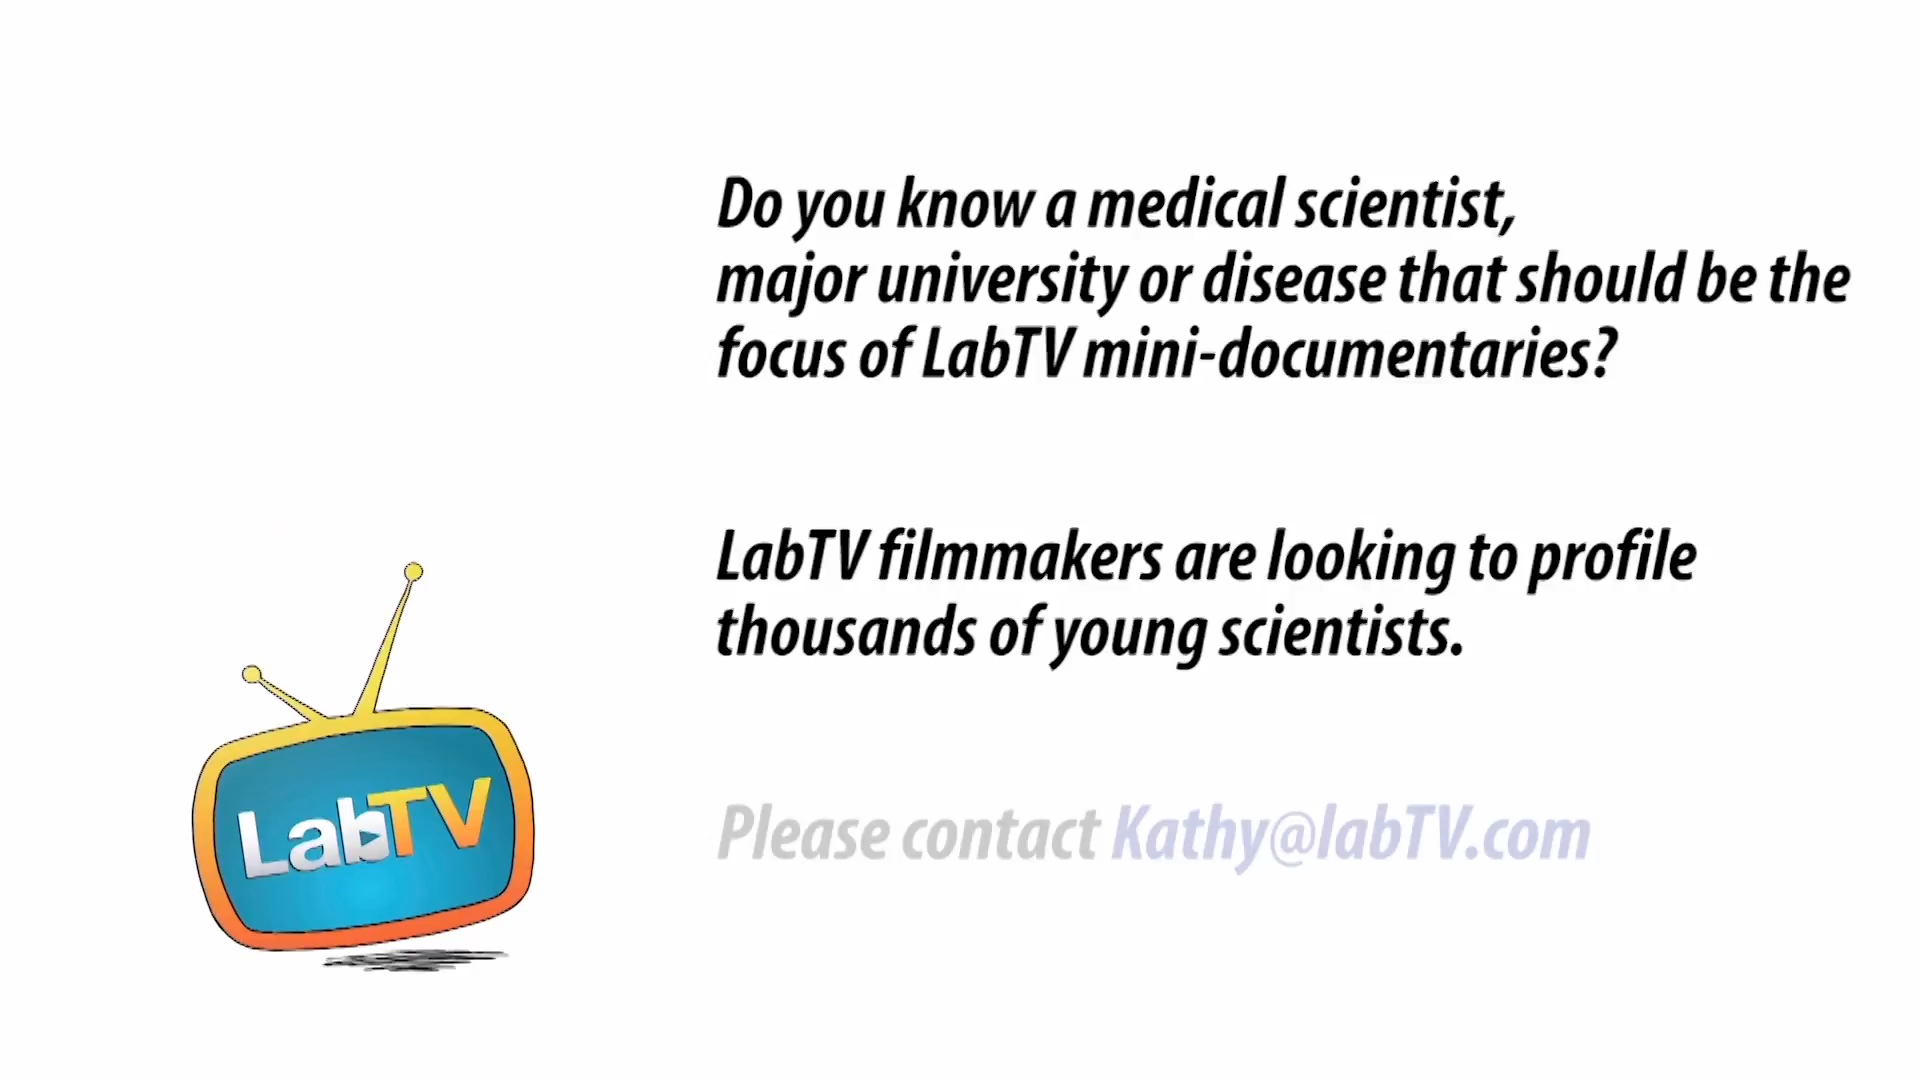 Do you know a medical scientist,
major university or disease that should be the
focus of LabTV mini-documentaries?
LabTV filmmakers are looking to profile
thousands of young scientists.
LabTV
Please contact Kathy@labTV.com